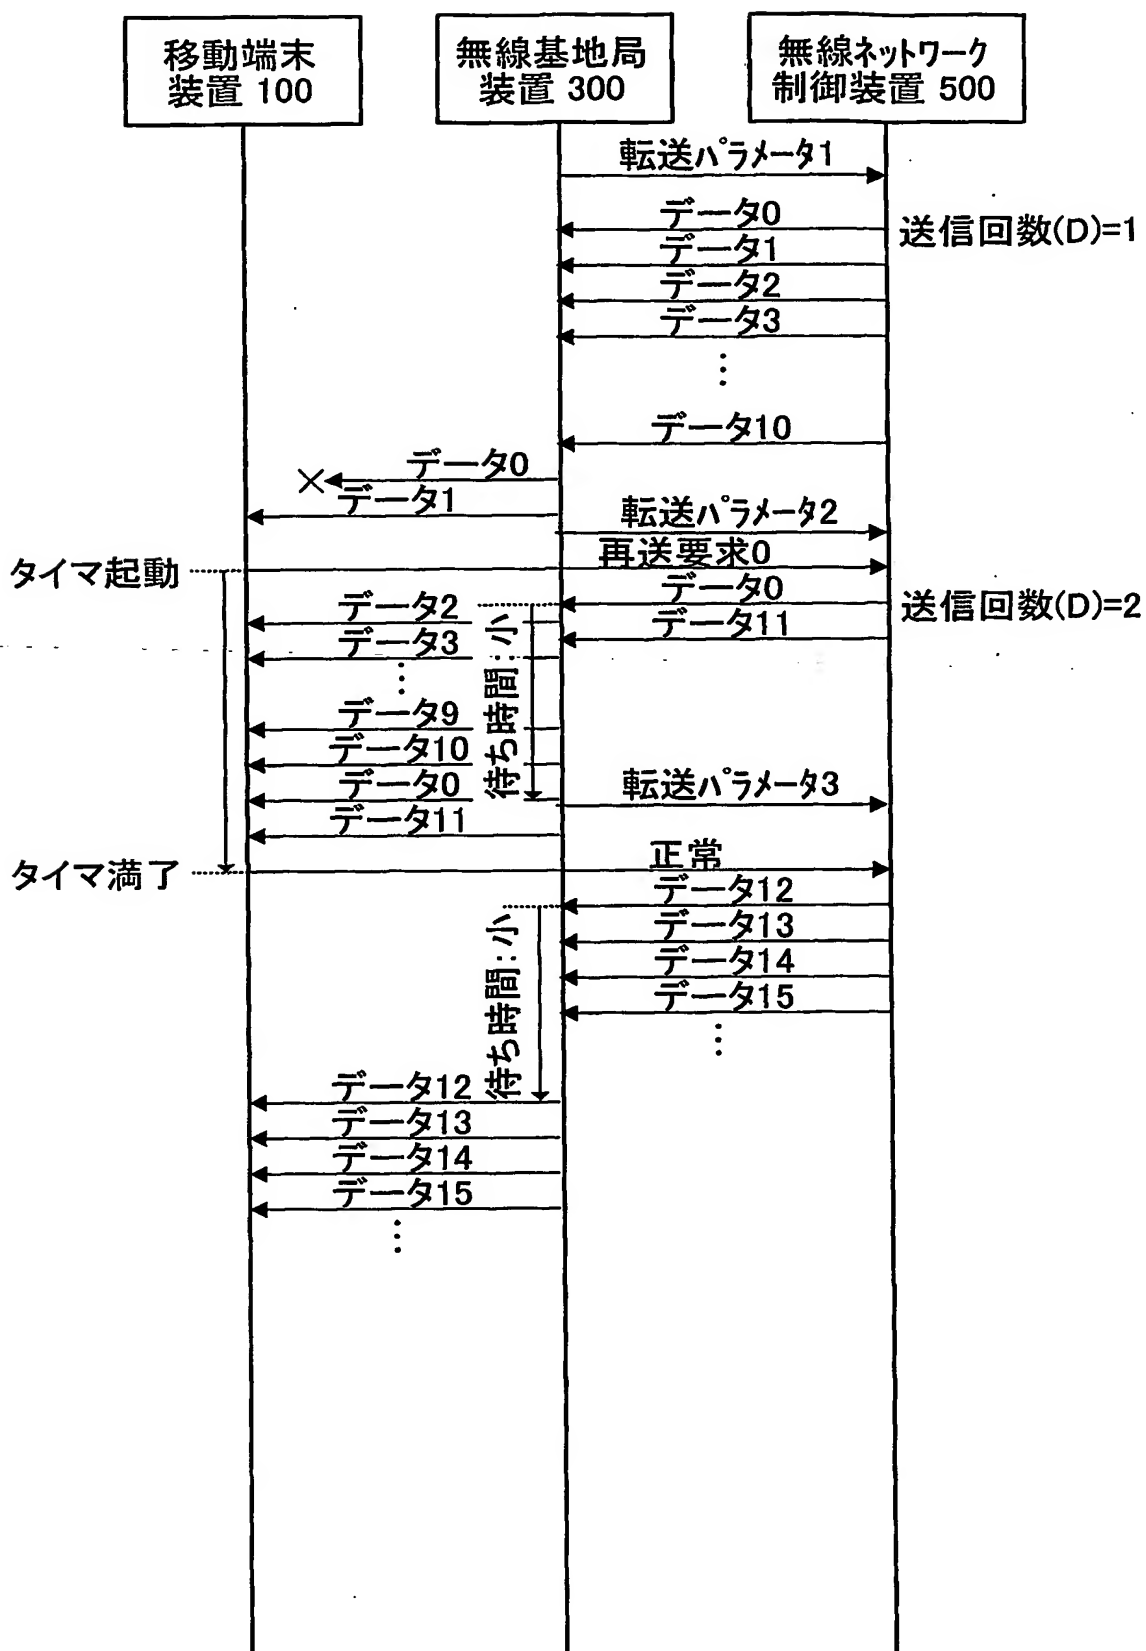 移動端末
装置 100
無線基地局
装置 300
無線ネットワーク
制御装置 500
転送パラメータ1
データ0
送信回数(D)=1
データ1
データ2
データ3
⋮
データ10
データ0
×
データ1
転送パラメータ2
再送要求0
タイマ起動
データ0
送信回数(D)=2
データ2
データ11
データ3
⋮
待ち時間:小
データ9
データ10
データ0
転送パラメータ3
データ11
正常
タイマ満了
データ12
データ13
データ14
データ15
⋮
待ち時間:小
データ12
データ13
データ14
データ15
⋮